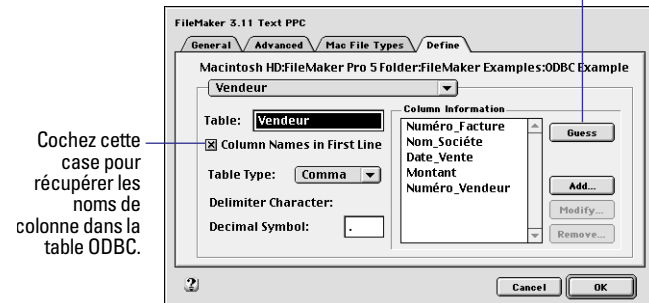 FileMaker 3.11 Text PPC
General
Advanced
Mac File Types
Define
Macintosh HD:FileMaker Pro 5 Folder:FileMaker Examples:ODBC Example
Vendeur
Table: Vendeur
Column Names in First Line
Table Type: Comma
Delimiter Character:
Decimal Symbol: .
Column Information
Numéro_Facture
Nom_Sociéte
Date_Vente
Montant
Numéro_Vendeur
Guess
Add...
Modify...
Remove...
Cancel
OK
Cochez cette
case pour
récupérer les
noms de
colonne dans la
table ODBC.